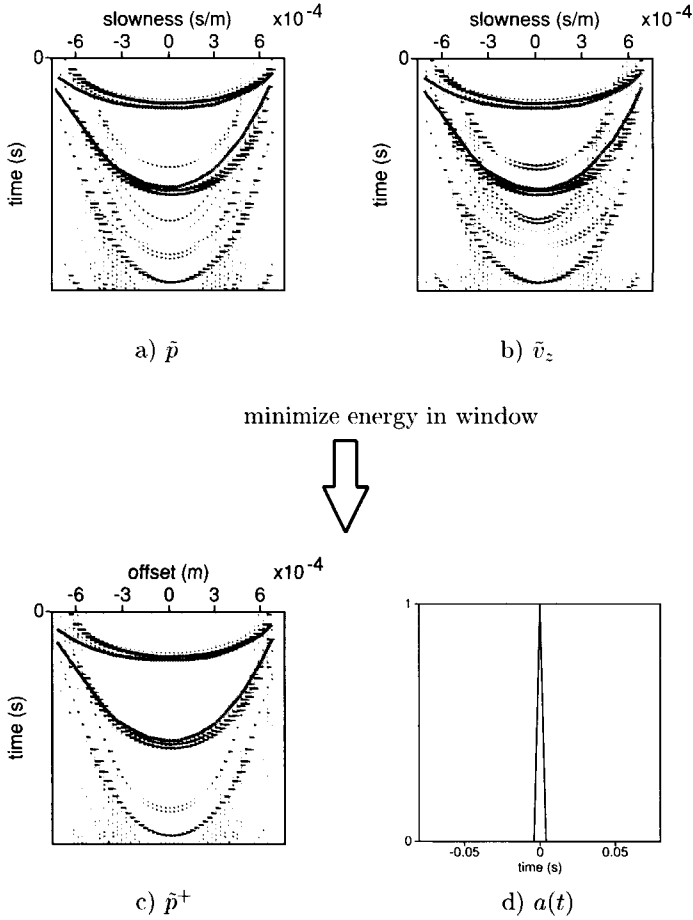 slowness (s/m) x10⁻⁴
-6 -3 0 3 6
0
time (s)
a) p̃
slowness (s/m) x10⁻⁴
-6 -3 0 3 6
0
time (s)
b) ṽ_z
minimize energy in window
offset (m) x10⁻⁴
-6 -3 0 3 6
0
time (s)
c) p̃⁺
1
0
-0.05 0 0.05
time (s)
d) a(t)